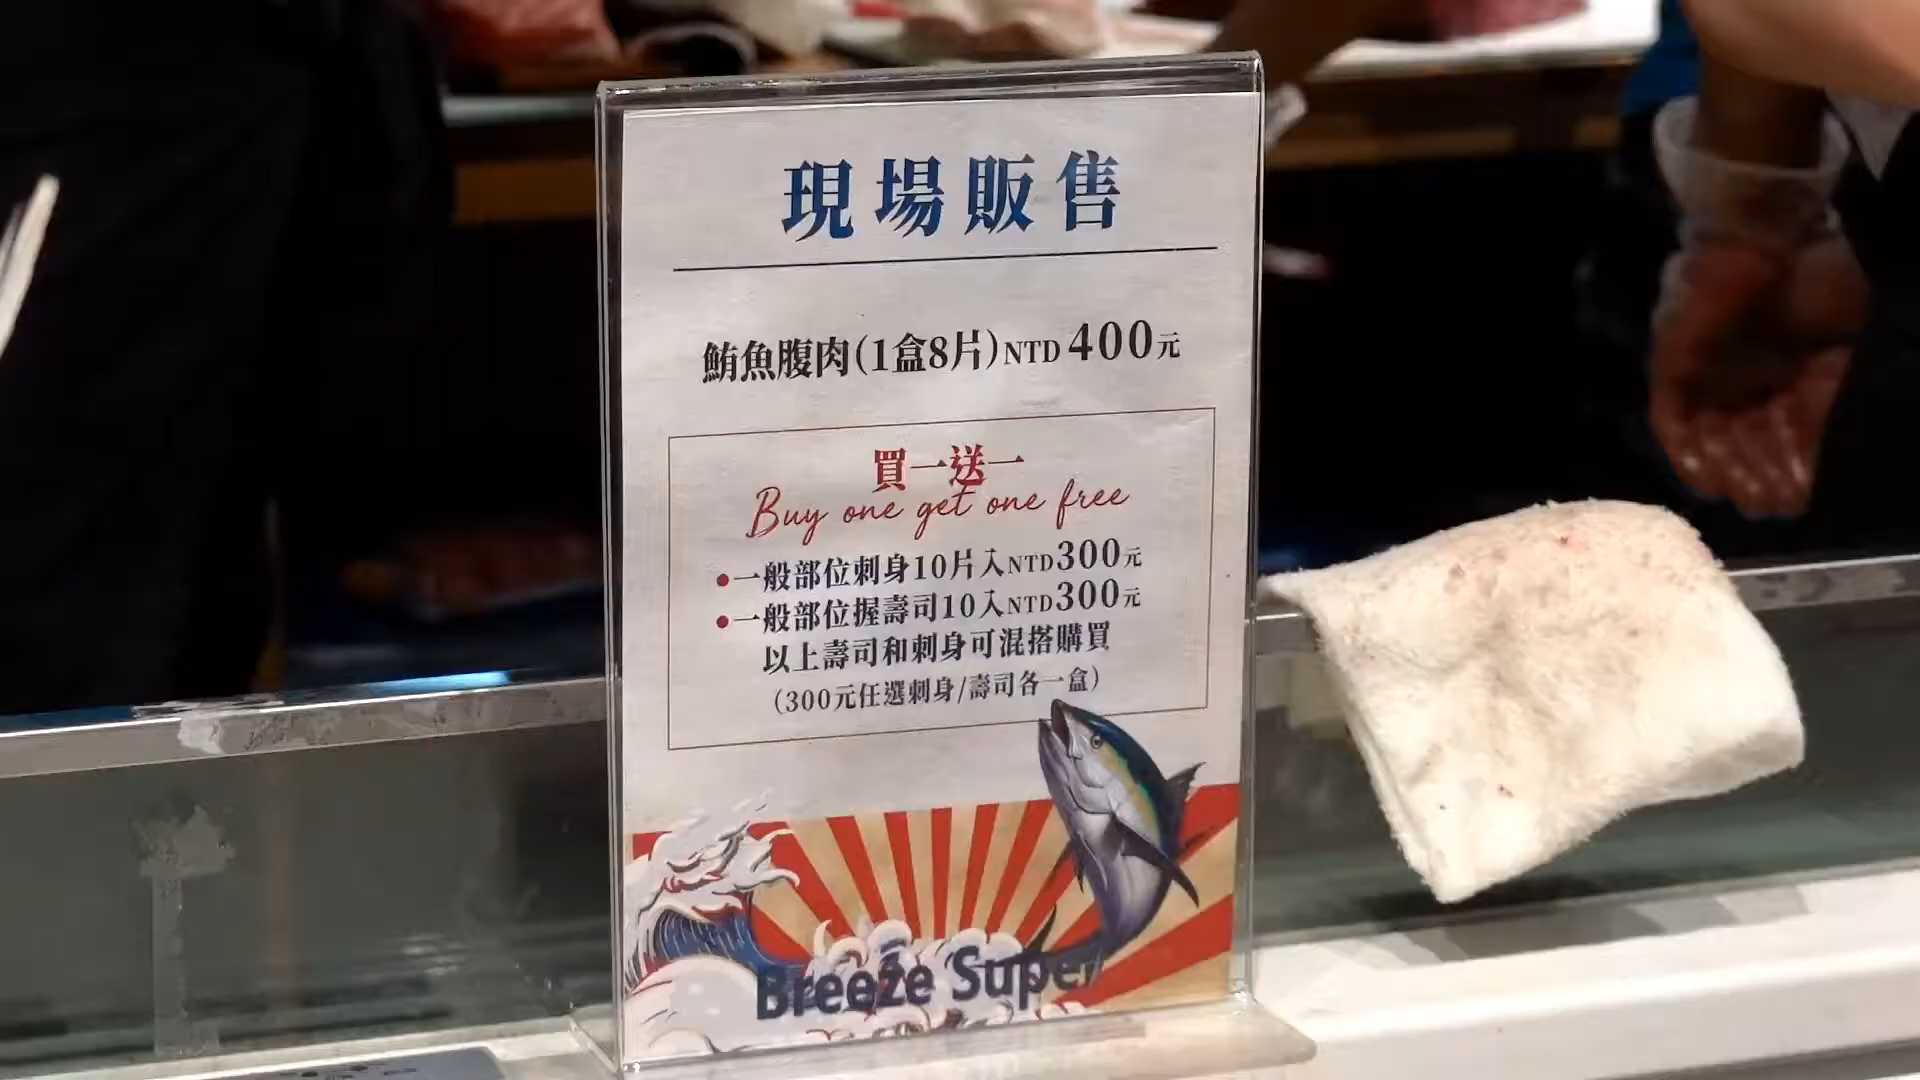 現場販售
鮪魚腹肉(1盒8片)NTD400元
買一送一
Buy one get one free
•一般部位刺身10片入NTD300元
•一般部位握壽司10入NTD300元
以上壽司和刺身可混搭購買
(300元任選刺身/壽司各一盒)
Breeze Super